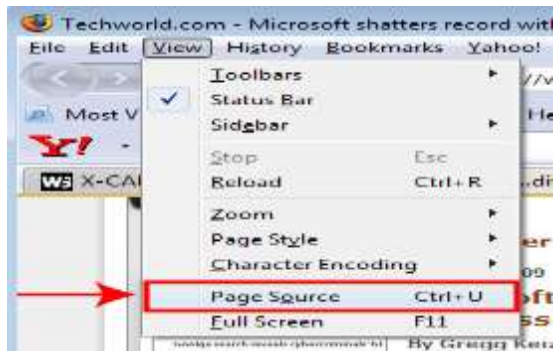 Techworld.com - Microsoft shatters record with
File Edit View History Bookmarks Yahoo!
Toolbars
Status Bar
Most V
Sidebar
Y! -
Stop Esc
X-CA Reload Ctrl+R
Zoom
Page Style
Character Encoding
Page Source Ctrl+U
Full Screen F11
By Gregg